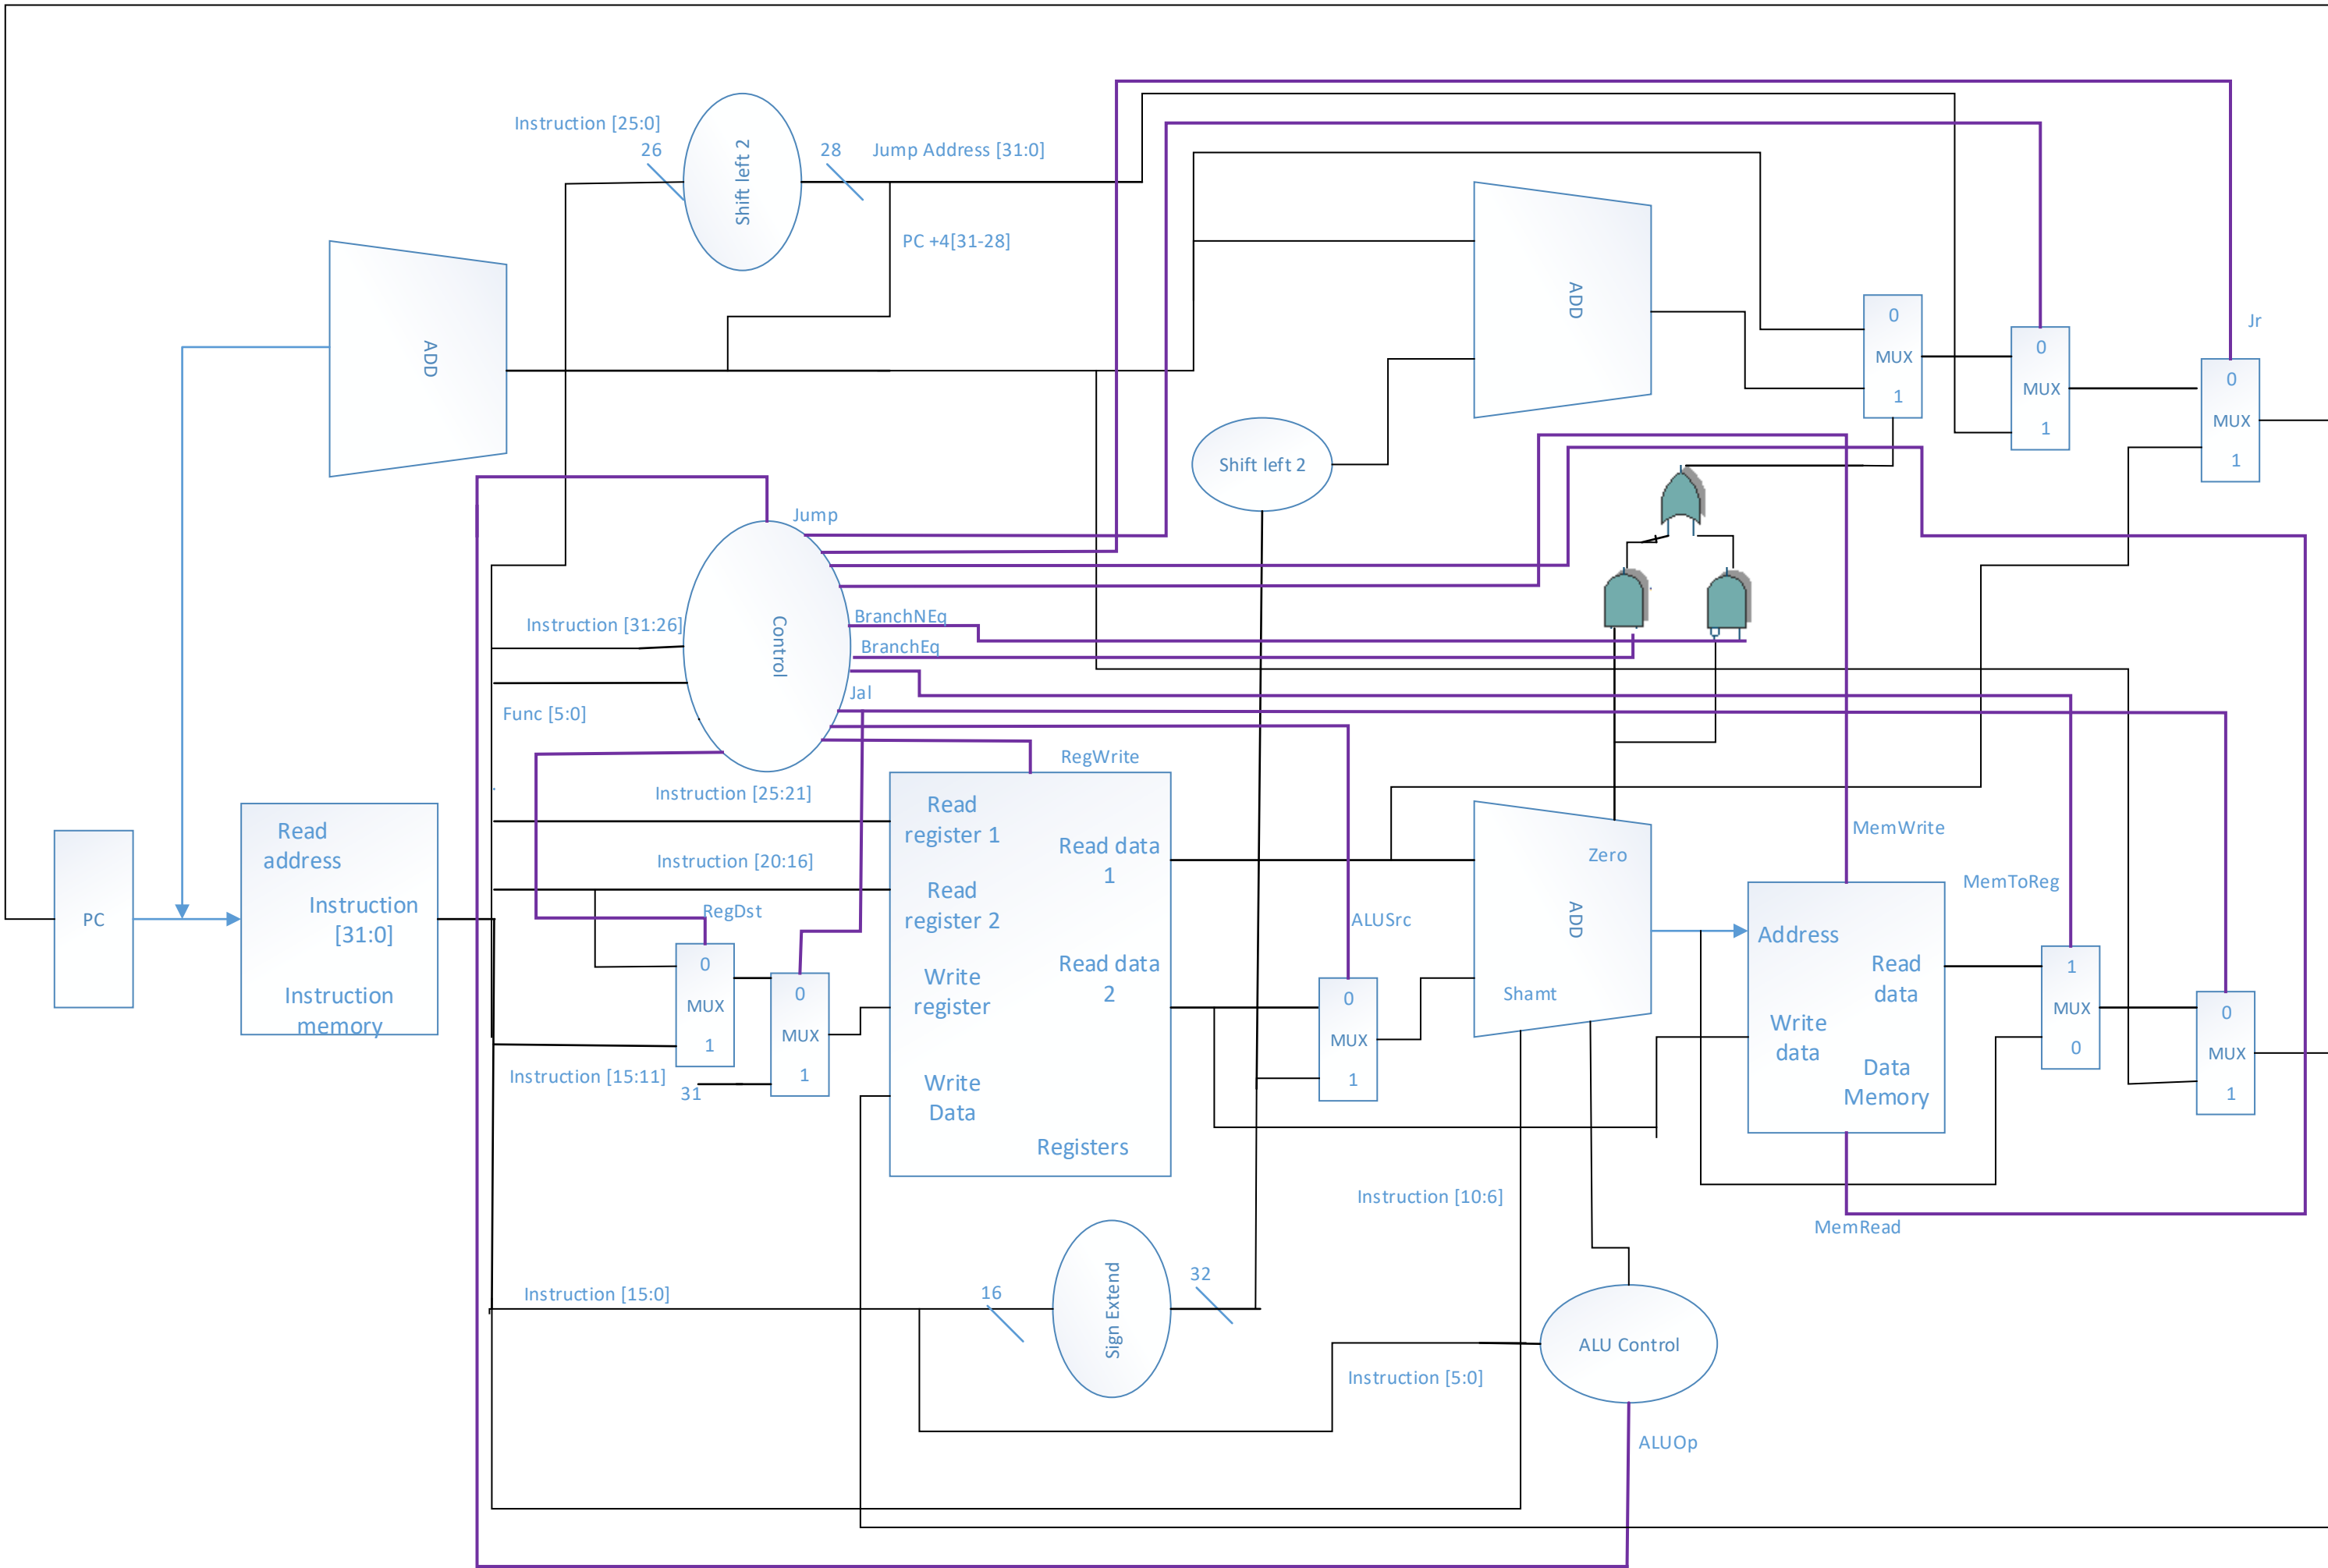 Instruction [25:0]
26
Shift left 2
28
Jump Address [31:0]
PC +4[31-28]
ADD
ADD
0
MUX
1
0
MUX
1
Jr
0
MUX
1
Shift left 2
Jump
Control
Instruction [31:26]
Func [5:0]
BranchNEq
BranchEq
Jal
RegWrite
Instruction [25:21]
Instruction [20:16]
RegDst
PC
Read
address
Instruction
[31:0]
Instruction
memory
0
MUX
1
0
MUX
1
Instruction [15:11]
31
Read
register 1
Read
register 2
Write
register
Write
Data
Read data
1
Read data
2
Registers
ALUSrc
0
MUX
1
Zero
ADD
Shamt
MemWrite
MemToReg
Address
Read
data
Write
data
Data
Memory
1
MUX
0
0
MUX
1
Instruction [10:6]
MemRead
Instruction [15:0]
16
Sign Extend
32
ALU Control
Instruction [5:0]
ALUOp